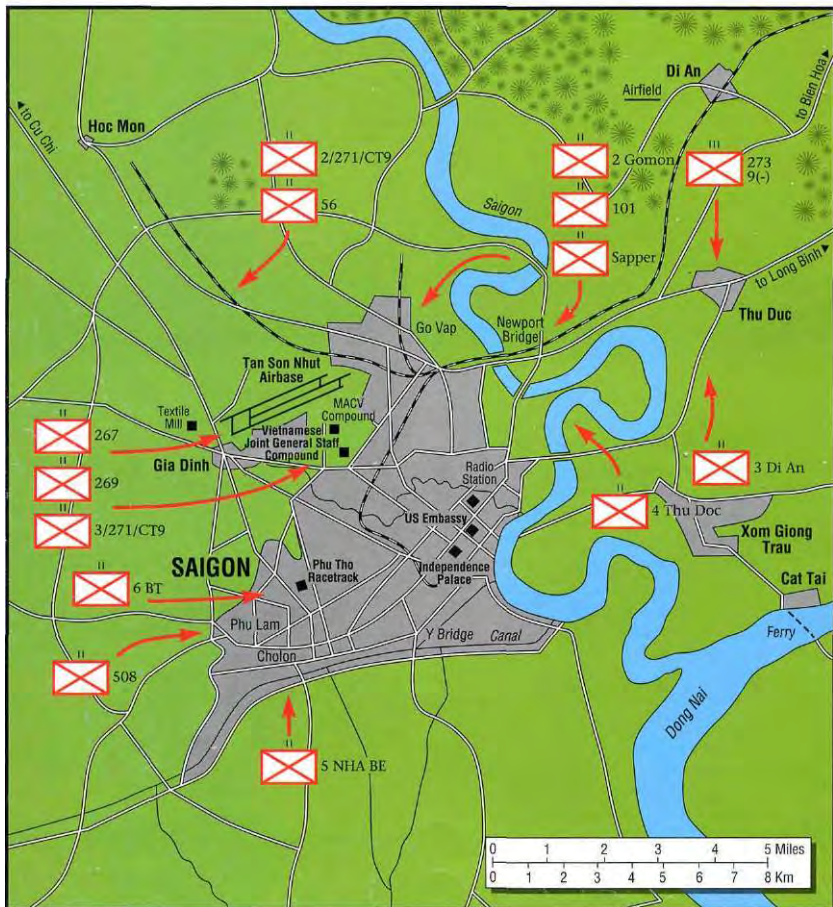 Di An
Airfield
to Bien Hoa
to Cu Chi
Hoc Mon
II
2/271/CT9
II
56
II
2 Gomon
II
101
II
Sapper
III
273
9(-)
Saigon
to Long Binh
Thu Duc
Go Vap
Newport
Bridge
Tan Son Nhut
Airbase
MACV
Compound
Textile
Mill
Vietnamese
Joint General Staff
Compound
Gia Dinh
II
267
II
269
II
3/271/CT9
Radio
Station
US Embassy
Independence
Palace
II
3 Di An
II
4 Thu Doc
Xom Giong
Trau
Cat Tai
Ferry
SAIGON
Phu Tho
Racetrack
II
6 BT
Phu Lam
Cholon
Y Bridge
Canal
II
508
II
5 NHA BE
Dong Nai
0 1 2 3 4 5 Miles
0 1 2 3 4 5 6 7 8 Km